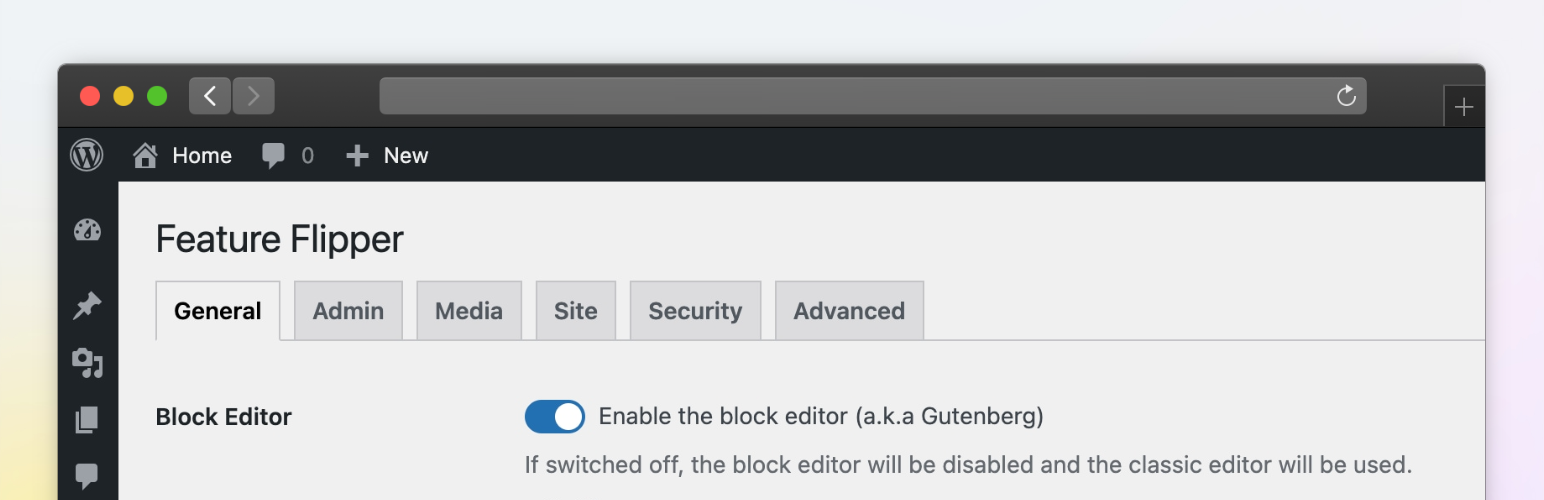 Home 0 New
Feature Flipper
General Admin Media Site Security Advanced
Block Editor Enable the block editor (a.k.a Gutenberg)
If switched off, the block editor will be disabled and the classic editor will be used.